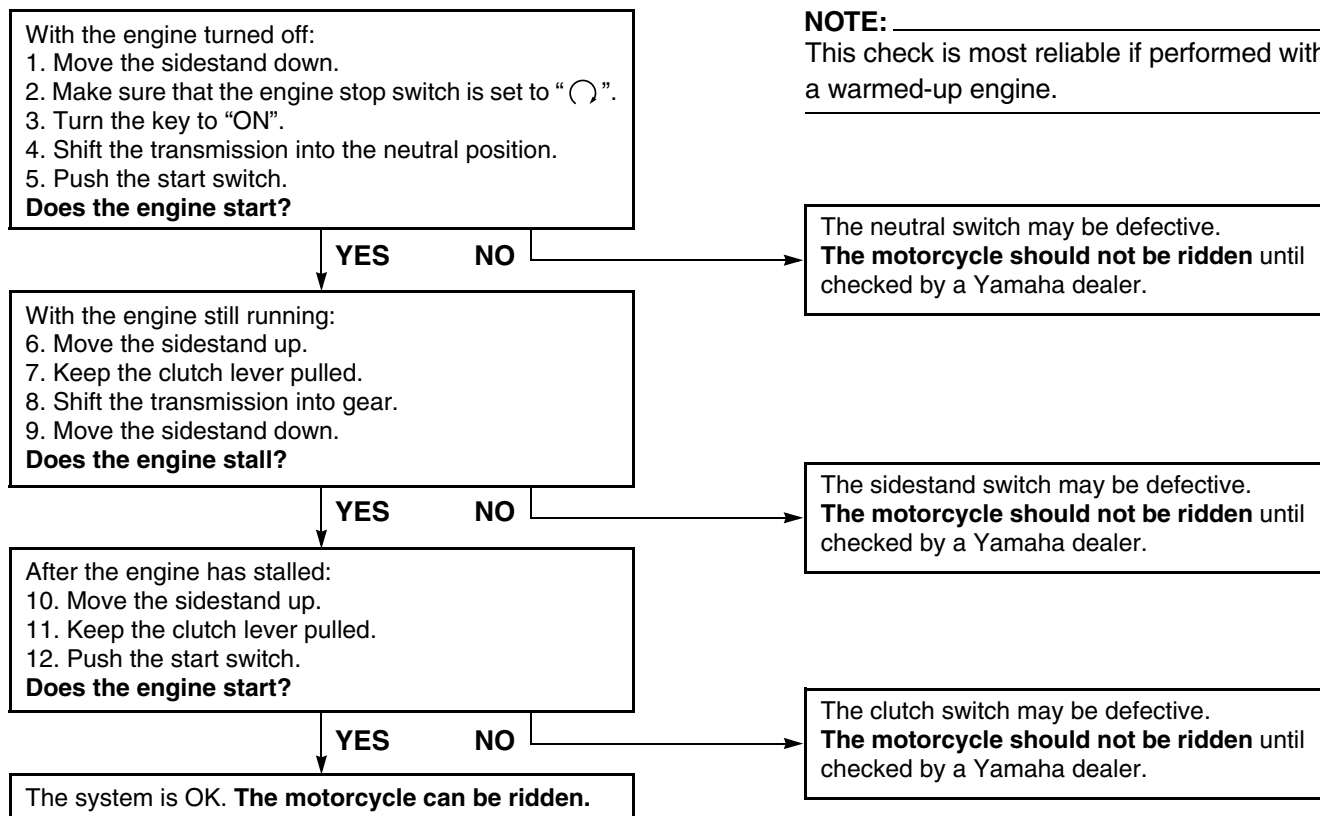 With the engine turned off:
1. Move the sidestand down.
2. Make sure that the engine stop switch is set to “ ”.
3. Turn the key to “ON”.
4. Shift the transmission into the neutral position.
5. Push the start switch.
Does the engine start?
NOTE:
This check is most reliable if performed with
a warmed-up engine.
YES NO
The neutral switch may be defective.
The motorcycle should not be ridden until
checked by a Yamaha dealer.
With the engine still running:
6. Move the sidestand up.
7. Keep the clutch lever pulled.
8. Shift the transmission into gear.
9. Move the sidestand down.
Does the engine stall?
YES NO
The sidestand switch may be defective.
The motorcycle should not be ridden until
checked by a Yamaha dealer.
After the engine has stalled:
10. Move the sidestand up.
11. Keep the clutch lever pulled.
12. Push the start switch.
Does the engine start?
YES NO
The clutch switch may be defective.
The motorcycle should not be ridden until
checked by a Yamaha dealer.
The system is OK. The motorcycle can be ridden.